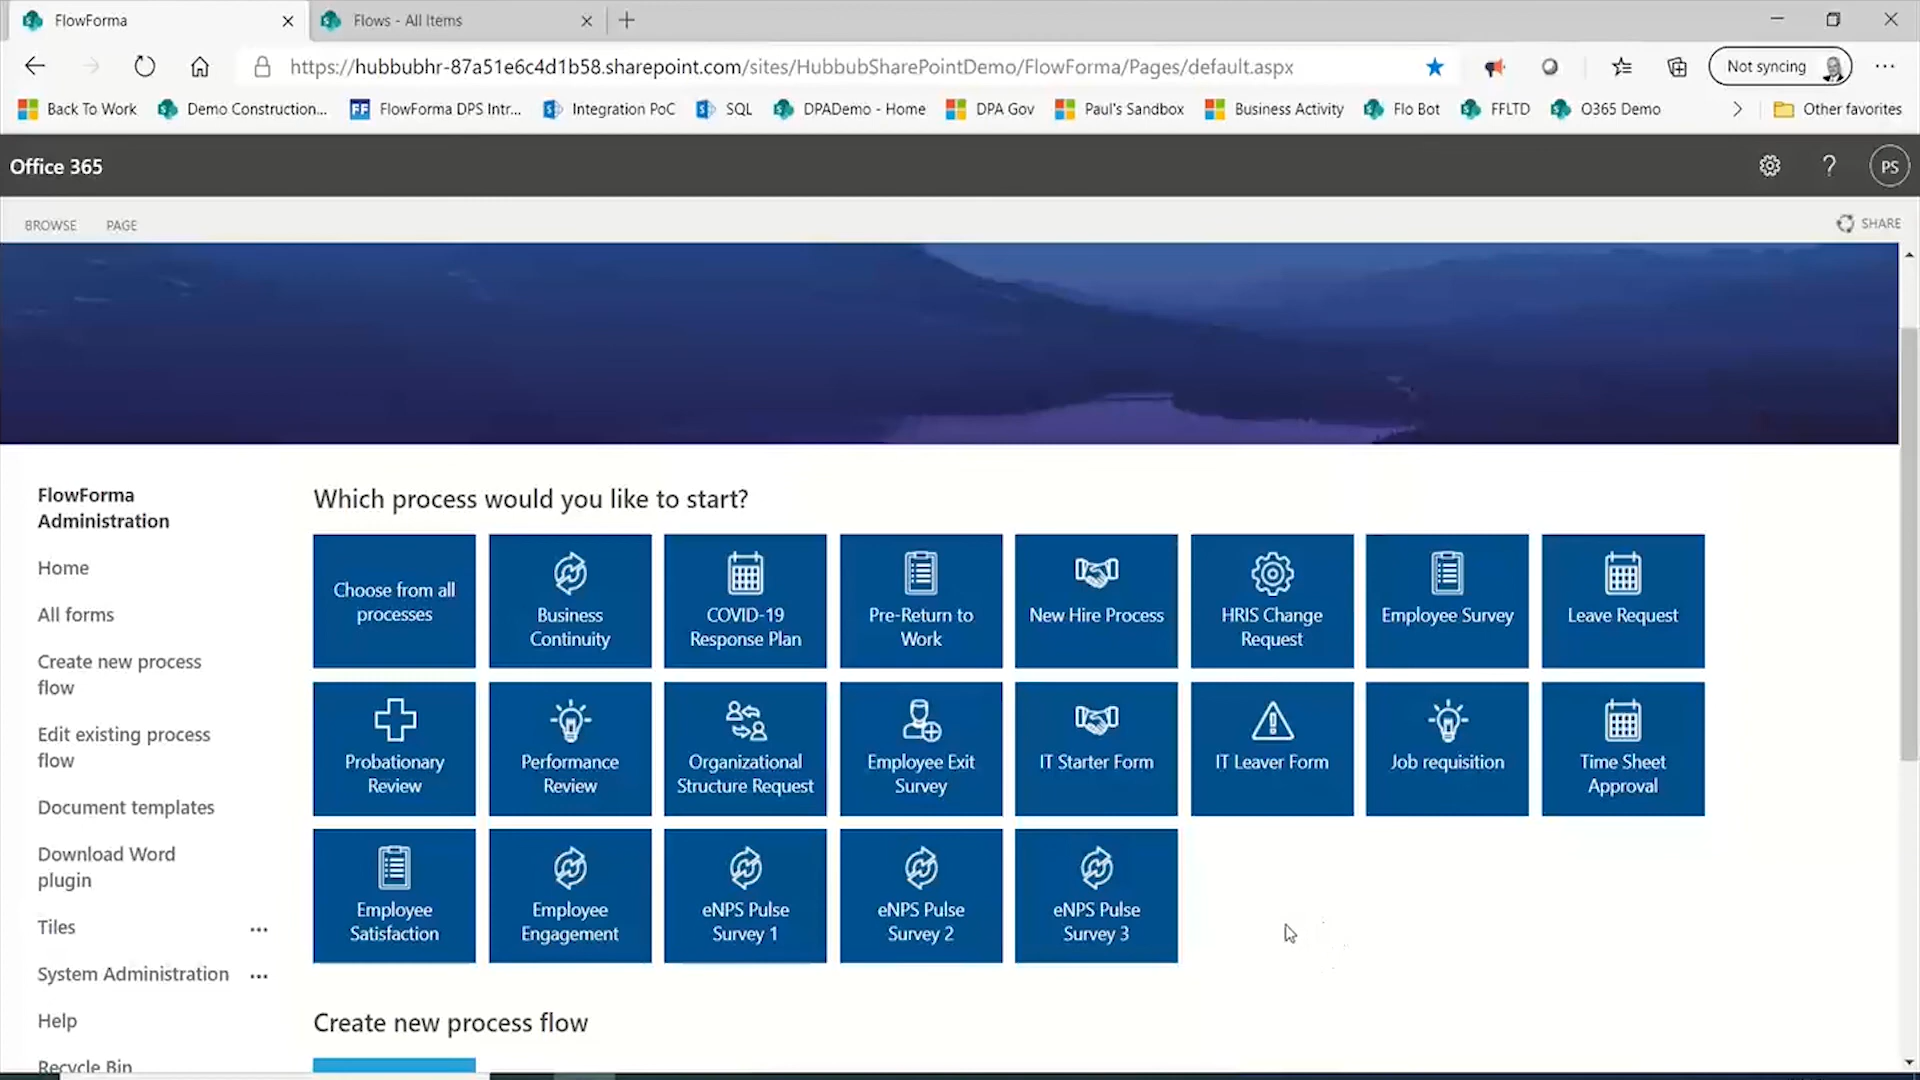 FlowForma
Flows - All Items
https://hubbubhr-87a51e6c4d1b58.sharepoint.com/sites/HubbubSharePointDemo/FlowForma/Pages/default.aspx
Not syncing
Back To Work
Demo Construction...
FF
FlowForma DPS Intr...
Integration PoC
SQL
DPADemo - Home
DPA Gov
Paul's Sandbox
Business Activity
Flo Bot
FFLTD
O365 Demo
Other favorites
Office 365
?
PS
BROWSE
PAGE
SHARE
FlowForma
Administration
Home
All forms
Create new process
flow
Edit existing process
flow
Document templates
Download Word
plugin
Tiles
...
System Administration
...
Help
Recycle Bin
Which process would you like to start?
Choose from all
processes
Business
Continuity
COVID-19
Response Plan
Pre-Return to
Work
New Hire Process
HRIS Change
Request
Employee Survey
Leave Request
Probationary
Review
Performance
Review
Organizational
Structure Request
Employee Exit
Survey
IT Starter Form
IT Leaver Form
Job requisition
Time Sheet
Approval
Employee
Satisfaction
Employee
Engagement
eNPS Pulse
Survey 1
eNPS Pulse
Survey 2
eNPS Pulse
Survey 3
Create new process flow